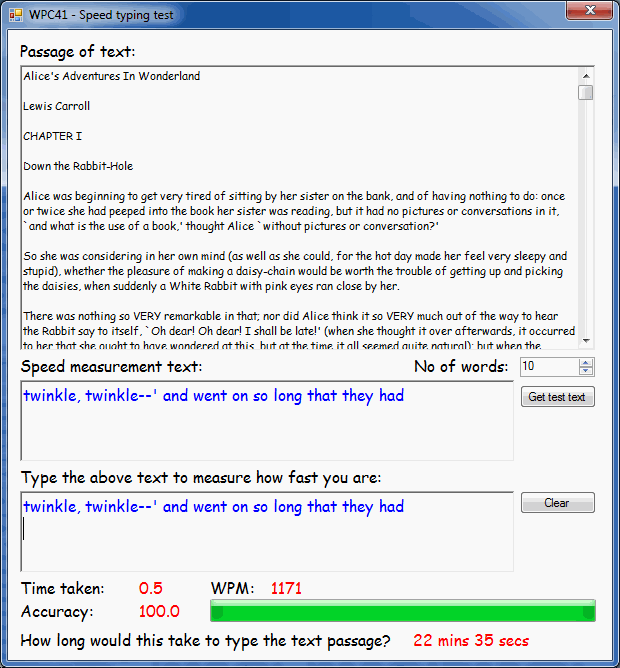 WPC41 - Speed typing test
Passage of text:
Alice's Adventures In Wonderland
Lewis Carroll
CHAPTER I
Down the Rabbit-Hole
Alice was beginning to get very tired of sitting by her sister on the bank, and of having nothing to do: once
or twice she had peeped into the book her sister was reading, but it had no pictures or conversations in it,
`and what is the use of a book,' thought Alice `without pictures or conversation?'
So she was considering in her own mind (as well as she could, for the hot day made her feel very sleepy and
stupid), whether the pleasure of making a daisy-chain would be worth the trouble of getting up and picking
the daisies, when suddenly a White Rabbit with pink eyes ran close by her.
There was nothing so VERY remarkable in that; nor did Alice think it so VERY much out of the way to hear
the Rabbit say to itself, `Oh dear! Oh dear! I shall be late!' (when she thought it over afterwards, it occurred
to her that she ought to have wondered at this, but at the time it all seemed quite natural); but when the
Speed measurement text:
No of words: 10
twinkle, twinkle--' and went on so long that they had
Get test text
Type the above text to measure how fast you are:
twinkle, twinkle--' and went on so long that they had
Clear
Time taken: 0.5 WPM: 1171
Accuracy: 100.0
How long would this take to type the text passage? 22 mins 35 secs